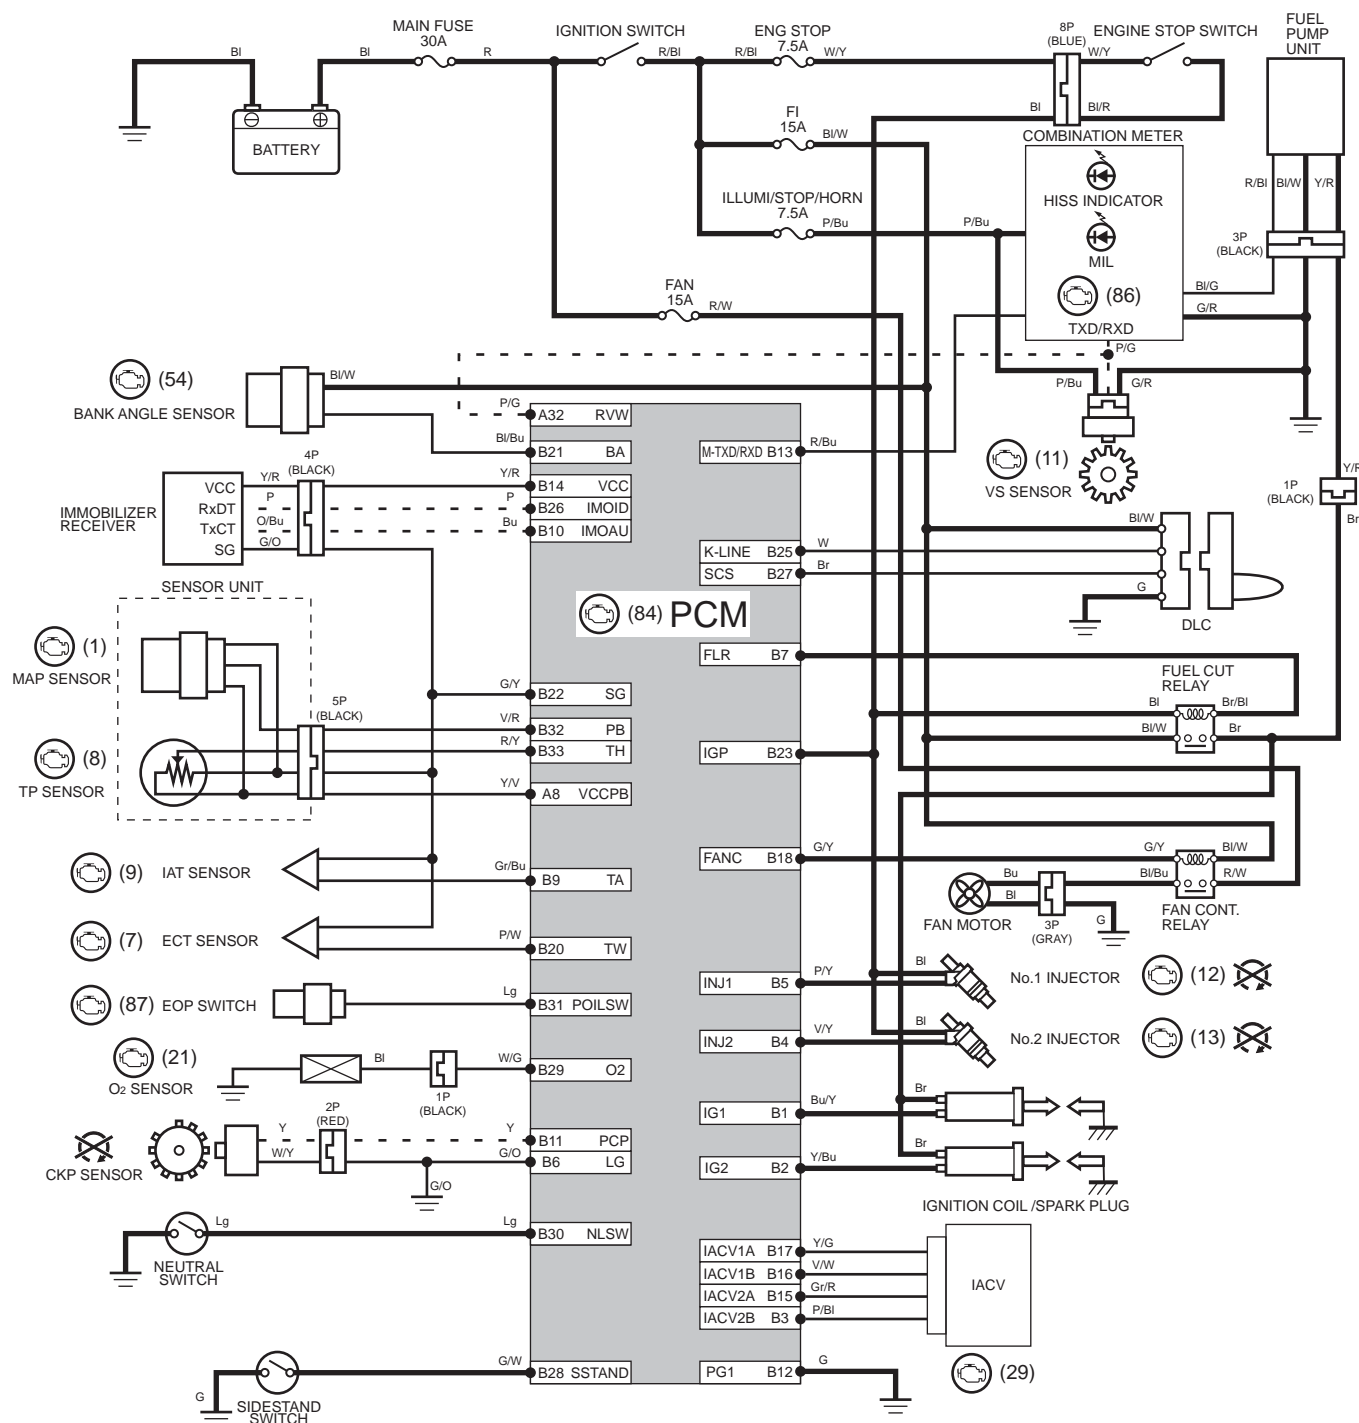 MAIN FUSE
30A
IGNITION SWITCH
ENG STOP
7.5A
8P
(BLUE)
ENGINE STOP SWITCH
FUEL
PUMP
UNIT
Bl
Bl
R
R/Bl
R/Bl
W/Y
W/Y
BATTERY
FI
15A
Bl/W
Bl
Bl/R
COMBINATION METER
HISS INDICATOR
MIL
(86)
TXD/RXD
R/Bl
Bl/W
Y/R
ILLUMI/STOP/HORN
7.5A
P/Bu
P/Bu
3P
(BLACK)
Bl/G
G/R
FAN
15A
R/W
P/G
(54)
BANK ANGLE SENSOR
Bl/W
P/Bu
G/R
P/G
A32 RVW
Bl/Bu
B21 BA
M-TXD/RXD B13
R/Bu
(11)
VS SENSOR
4P
(BLACK)
IMMOBILIZER
RECEIVER
VCC
RxDT
TxCT
SG
Y/R
P
O/Bu
G/O
Y/R
P
Bu
B14 VCC
B26 IMOID
B10 IMOAU
1P
(BLACK)
Y/R
Br
K-LINE B25
SCS B27
W
Br
Bl/W
G
DLC
SENSOR UNIT
(84) PCM
(1)
MAP SENSOR
5P
(BLACK)
(8)
TP SENSOR
G/Y
B22 SG
V/R
B32 PB
R/Y
B33 TH
Y/V
A8 VCCPB
FLR B7
FUEL CUT
RELAY
Bl
Br/Bl
Bl/W
Br
IGP B23
(9) IAT SENSOR
Gr/Bu
B9 TA
FANC B18
G/Y
G/Y
Bl/W
Bl/Bu
R/W
FAN CONT.
RELAY
Bu
Bl
FAN MOTOR
3P
(GRAY)
G
(7) ECT SENSOR
P/W
B20 TW
(87) EOP SWITCH
Lg
B31 POILSW
INJ1 B5
P/Y
Bl
No.1 INJECTOR
(12)
INJ2 B4
V/Y
Bl
No.2 INJECTOR
(13)
(21)
O2 SENSOR
Bl
1P
(BLACK)
W/G
B29 O2
CKP SENSOR
2P
(RED)
Y
W/Y
Y
G/O
G/O
B11 PCP
B6 LG
IG1 B1
Bu/Y
Br
IG2 B2
Y/Bu
Br
IGNITION COIL /SPARK PLUG
Lg
NEUTRAL
SWITCH
Lg
B30 NLSW
IACV1A B17
IACV1B B16
IACV2A B15
IACV2B B3
Y/G
V/W
Gr/R
P/Bl
IACV
(29)
G
SIDESTAND
SWITCH
G/W
B28 SSTAND
PG1 B12
G